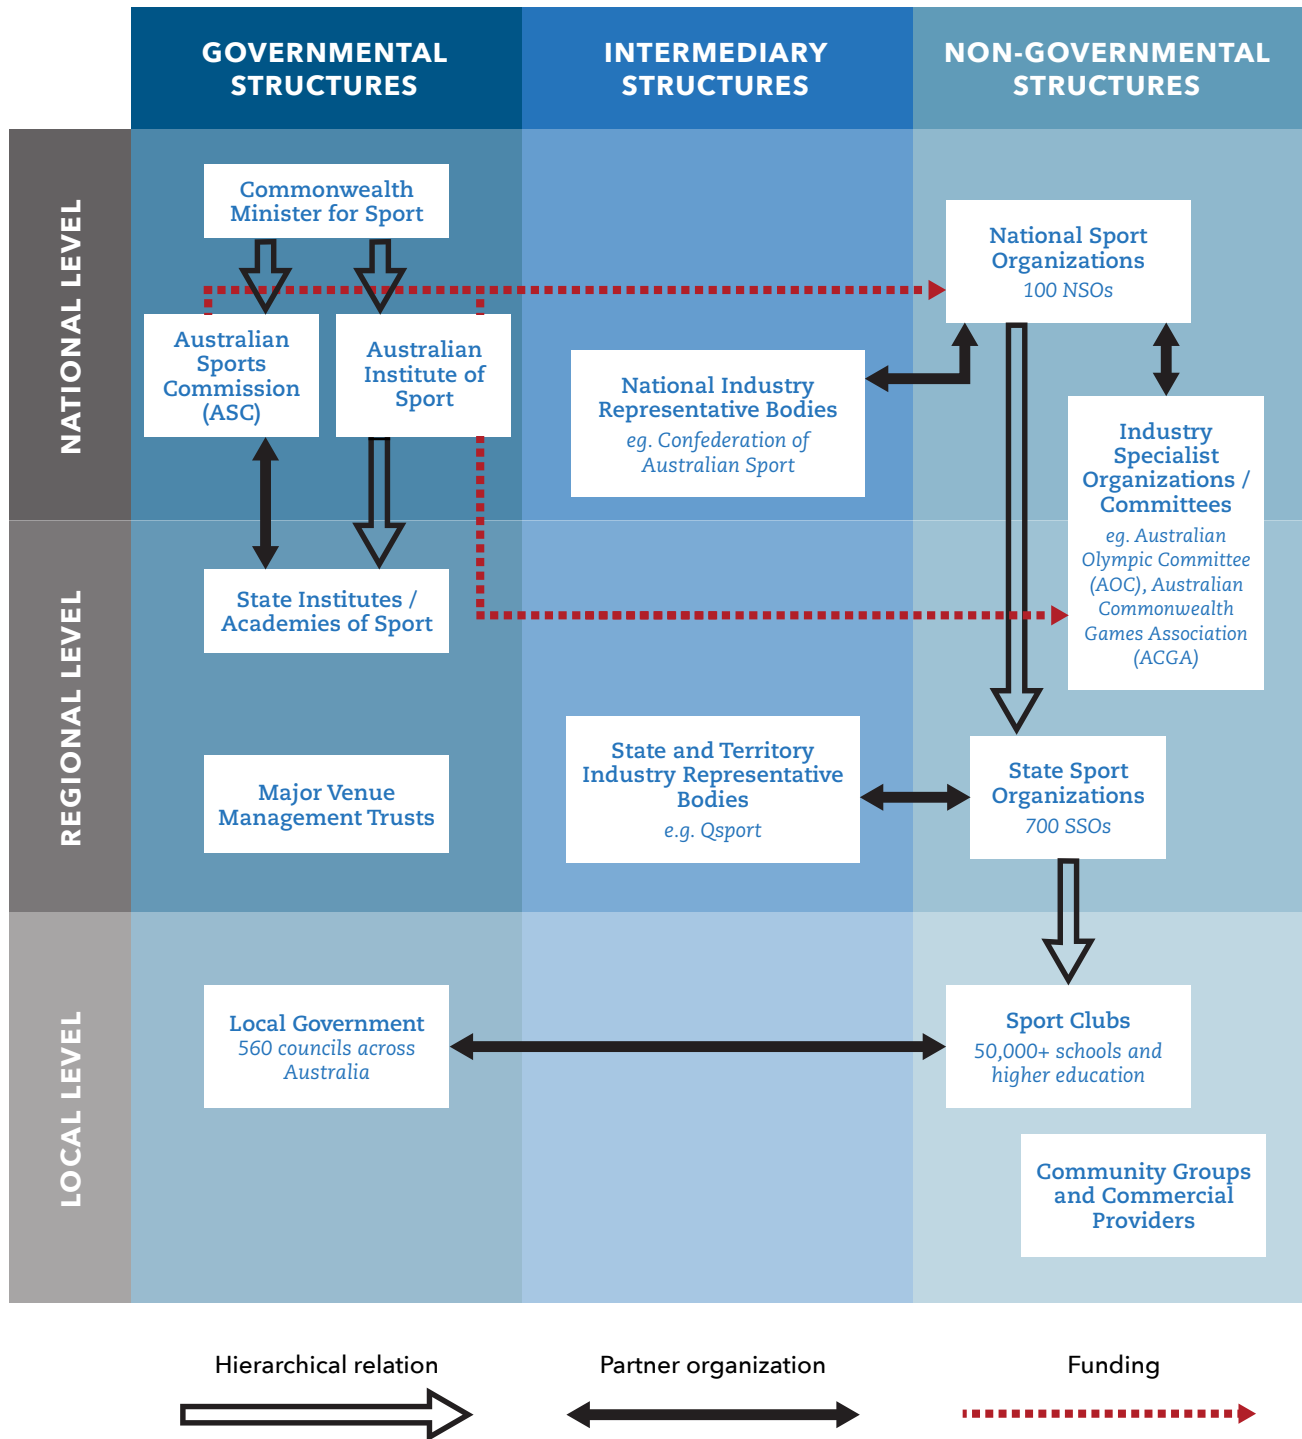 GOVERNMENTAL
STRUCTURES
INTERMEDIARY
STRUCTURES
NON-GOVERNMENTAL
STRUCTURES
NATIONAL LEVEL
Commonwealth
Minister for Sport
National Sport
Organizations
100 NSOs
Australian
Sports
Commission
(ASC)
Australian
Institute of
Sport
National Industry
Representative Bodies
eg. Confederation of
Australian Sport
Industry
Specialist
Organizations /
Committees
eg. Australian
Olympic Committee
(AOC), Australian
Commonwealth
Games Association
(ACGA)
REGIONAL LEVEL
State Institutes /
Academies of Sport
Major Venue
Management Trusts
State and Territory
Industry Representative
Bodies
e.g. Qsport
State Sport
Organizations
700 SSOs
LOCAL LEVEL
Local Government
560 councils across
Australia
Sport Clubs
50,000+ schools and
higher education
Community Groups
and Commercial
Providers
Hierarchical relation
Partner organization
Funding